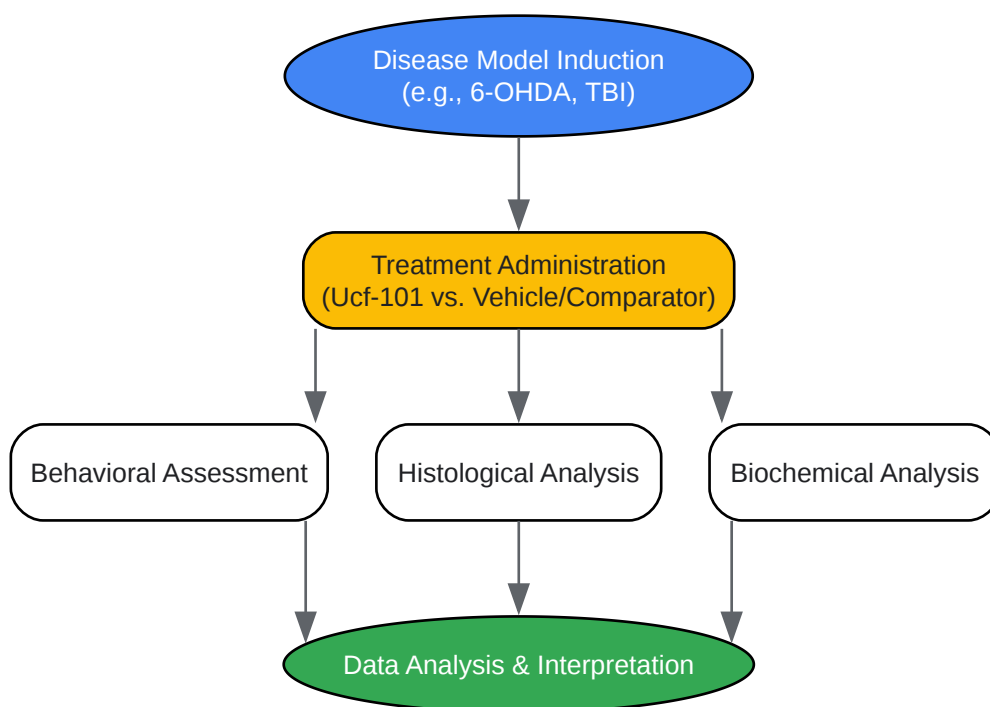 Disease Model Induction
(e.g., 6-OHDA, TBI)
Treatment Administration
(Ucf-101 vs. Vehicle/Comparator)
Behavioral Assessment
Histological Analysis
Biochemical Analysis
Data Analysis & Interpretation